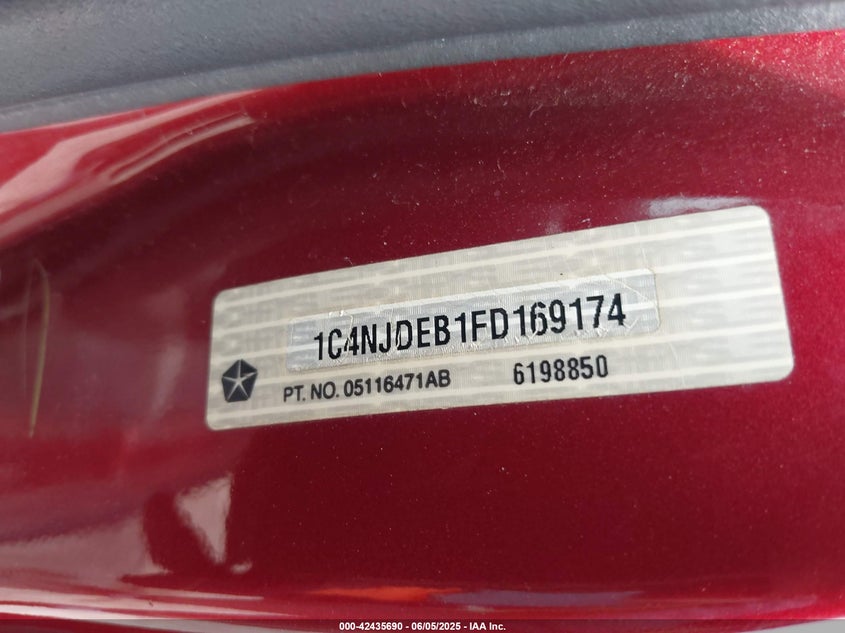 1C4NJDEB1FD169174
PT. NO. 05116471AB 6198850
000-42435690 - 06/05/2025 - IAA Inc.